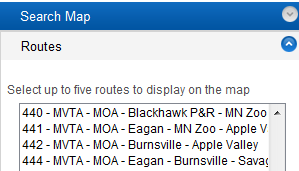 Search Map
Routes
Select up to five routes to display on the map
440 - MVTA - MOA - Blackhawk P&R - MN Zoo
441 - MVTA - MOA - Eagan - MN Zoo - Apple V
442 - MVTA - MOA - Burnsville - Apple Valley
444 - MVTA - MOA - Eagan - Burnsville - Savag